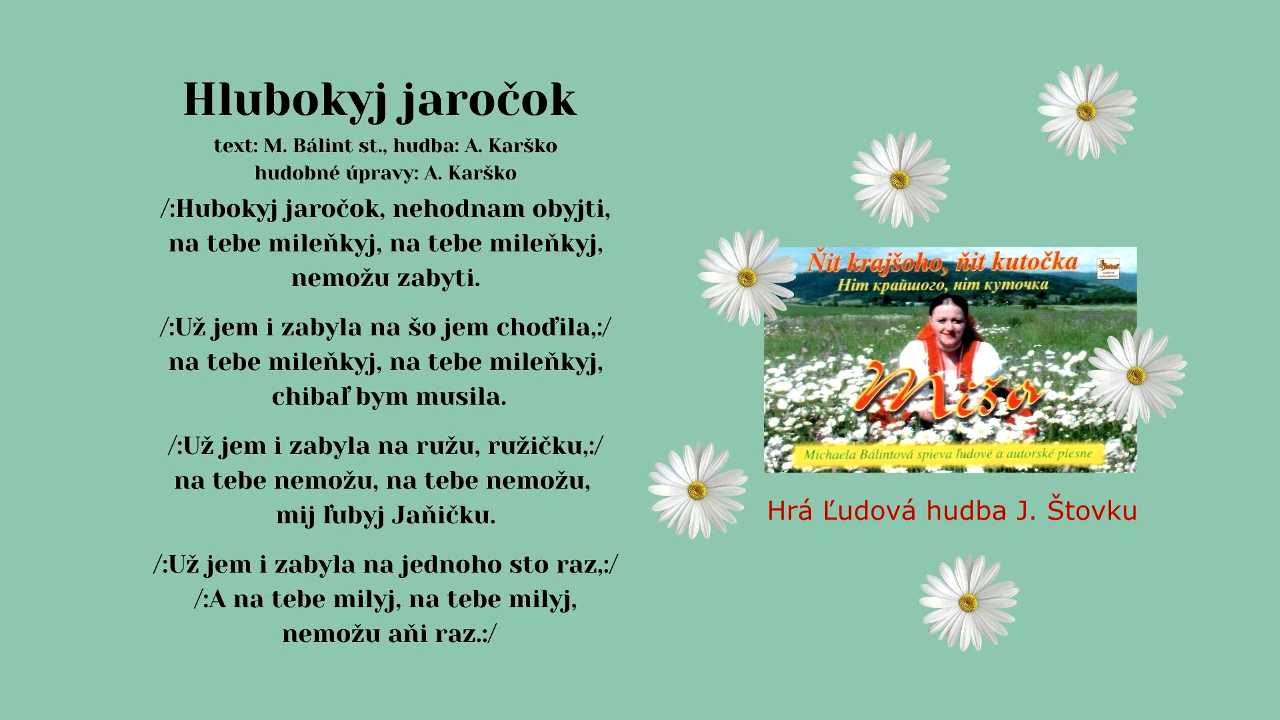 Hlubokyj jaročok
text: M. Bálint st., hudba: A. Karško
hudobné úpravy: A. Karško
/:Hubokyj jaročok, nehodnam obyjti,
na tebe mileňkyj, na tebe mileňkyj,
nemožu zabyti.
/:Už jem i zabyla na šo jem choďila,:/
na tebe mileňkyj, na tebe mileňkyj,
chibaľ bym musila.
/:Už jem i zabyla na ružu, ružičku,:/
na tebe nemožu, na tebe nemožu,
mij ľubyj Jaňičku.
/:Už jem i zabyla na jednoho sto raz,:/
/:A na tebe milyj, na tebe milyj,
nemožu aňi raz.:/
Ňit krajšoho, ňit kutočka
Нит крайшого, нит куточка
Miša
Michaela Bálintová spieva ľudové a autorské piesne
Hrá Ľudová hudba J. Štovku